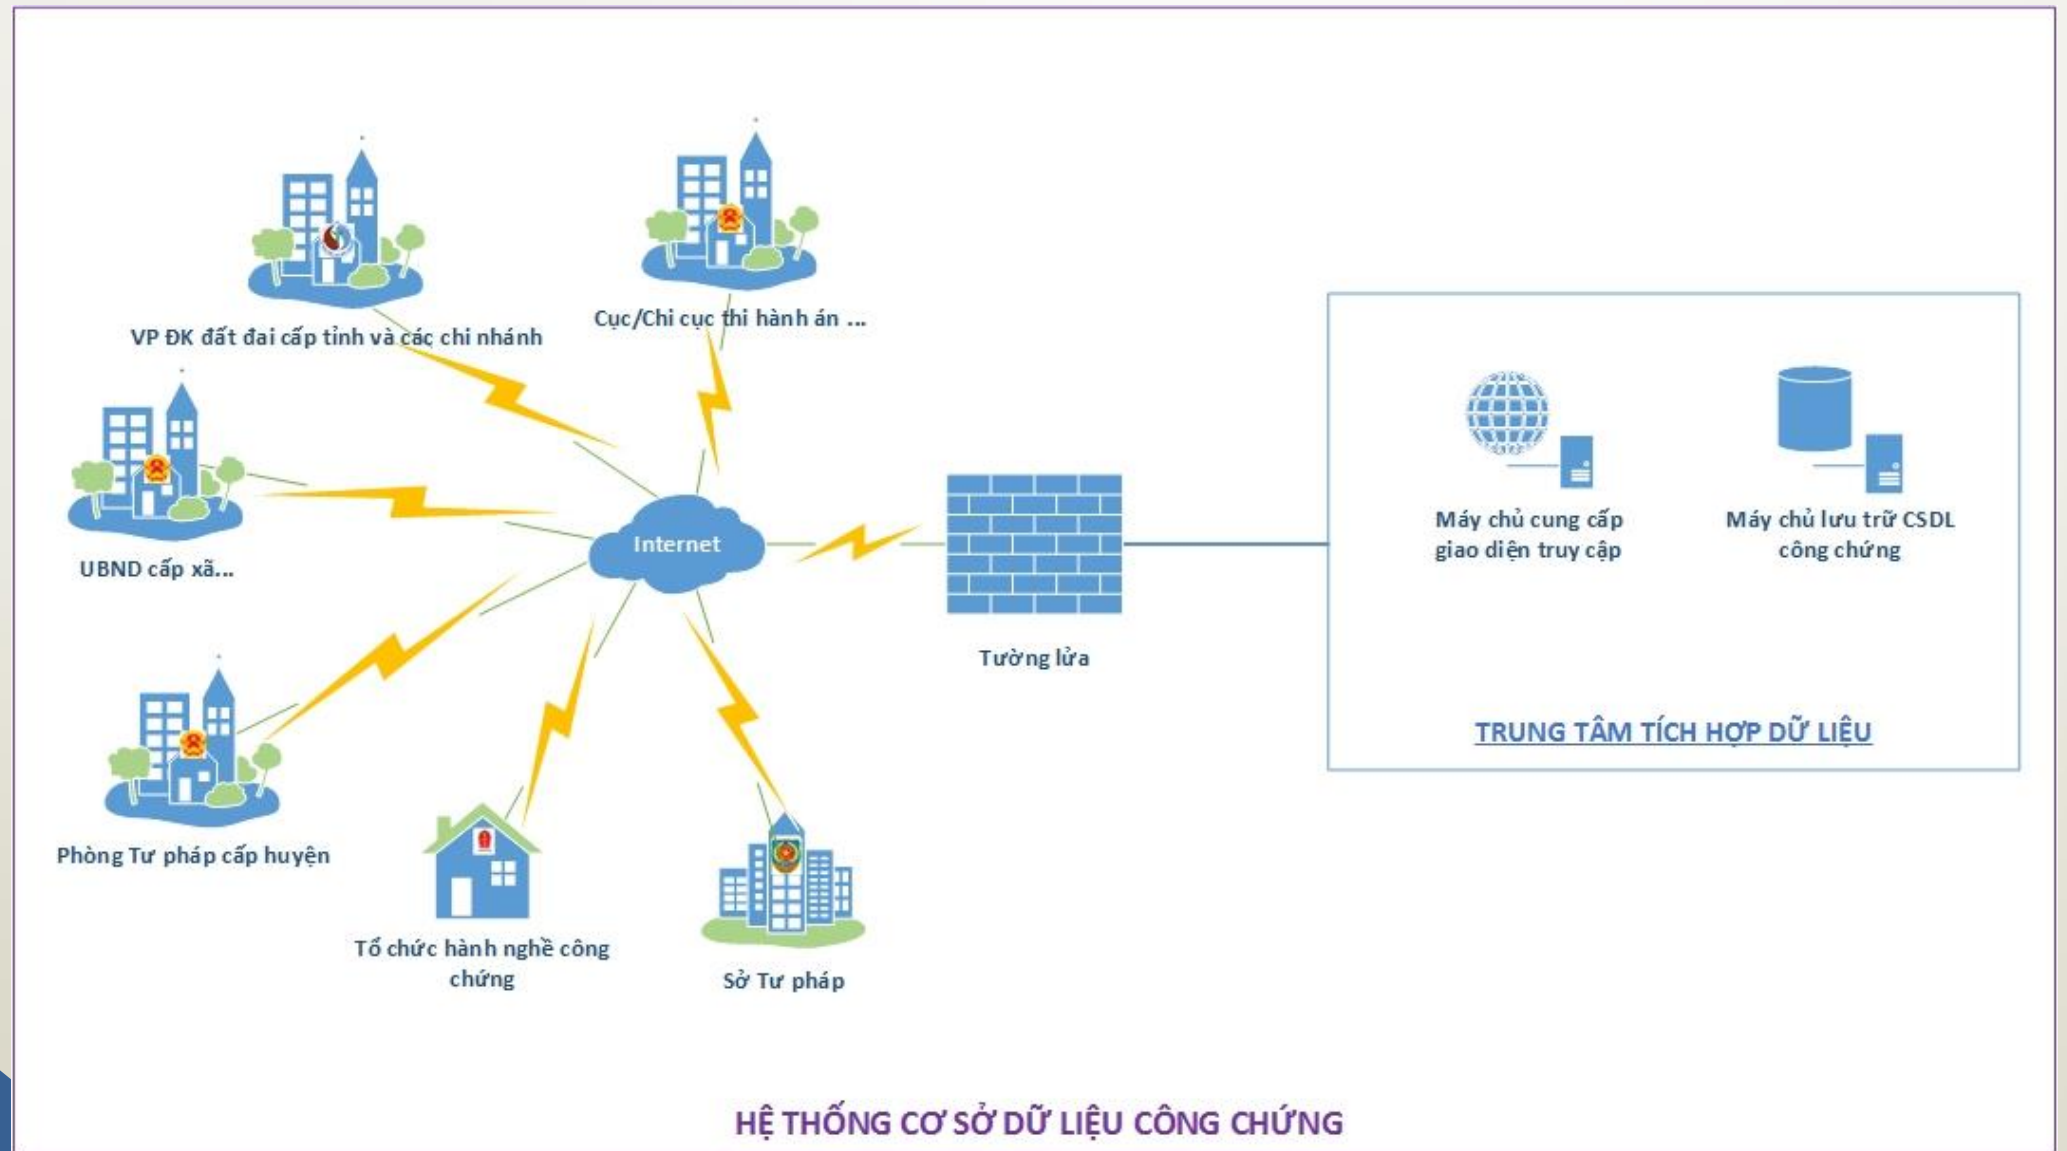 Cục/Chi cục thi hành án ...
VP ĐK đất đai cấp tỉnh và các chi nhánh
UBND cấp xã...
Internet
Máy chủ cung cấp
giao diện truy cập
Máy chủ lưu trữ CSDL
công chứng
Tường lửa
TRUNG TÂM TÍCH HỢP DỮ LIỆU
Phòng Tư pháp cấp huyện
Tổ chức hành nghề công
chứng
Sở Tư pháp
HỆ THỐNG CƠ SỞ DỮ LIỆU CÔNG CHỨNG